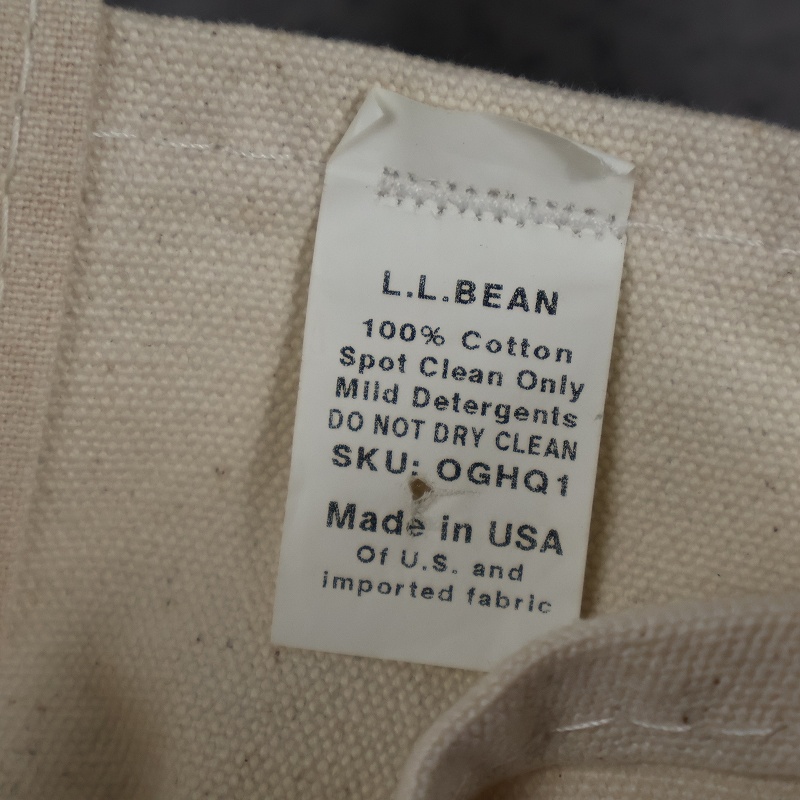 L.L.BEAN
100% Cotton
Spot Clean Only
Mild Detergents
DO NOT DRY CLEAN
SKU: OGHQ1
Made in USA
Of U.S. and
imported fabric